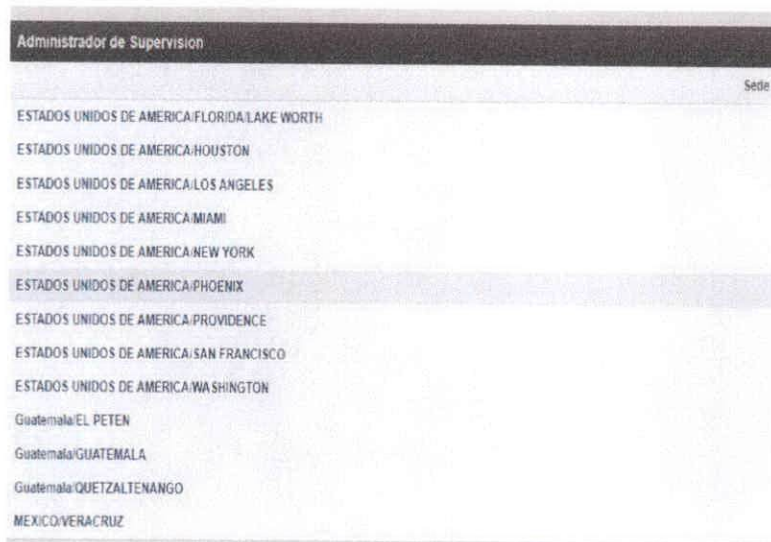 Administrador de Supervision
Sede
ESTADOS UNIDOS DE AMERICA/FLORIDA/LAKE WORTH
ESTADOS UNIDOS DE AMERICA/HOUSTON
ESTADOS UNIDOS DE AMERICA/LOS ANGELES
ESTADOS UNIDOS DE AMERICA/MIAMI
ESTADOS UNIDOS DE AMERICA/NEW YORK
ESTADOS UNIDOS DE AMERICA/PHOENIX
ESTADOS UNIDOS DE AMERICA/PROVIDENCE
ESTADOS UNIDOS DE AMERICA/SAN FRANCISCO
ESTADOS UNIDOS DE AMERICA/WASHINGTON
Guatemala/EL PETEN
Guatemala/GUATEMALA
Guatemala/QUETZALTENANGO
MEXICO/VERACRUZ